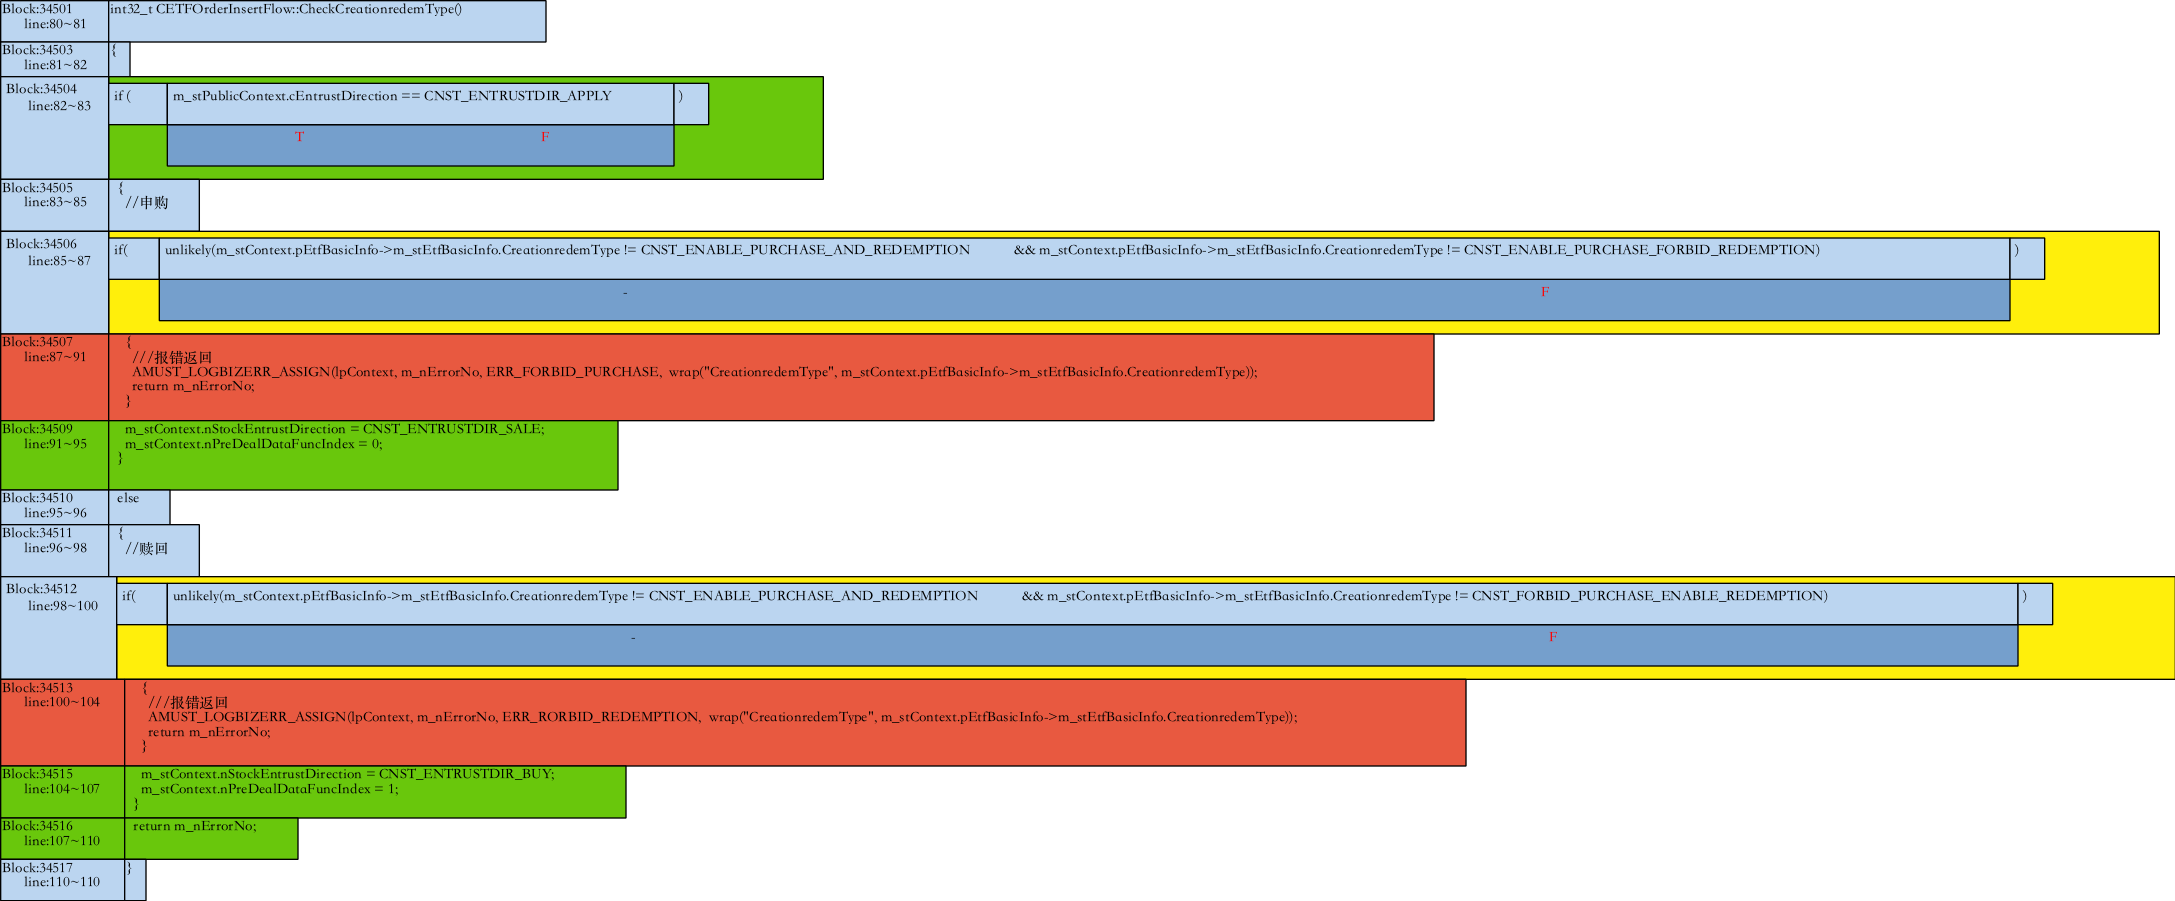 Block:34501 int32_t CETFOrderInsertFlow::CheckCreationredemType()
line:80~81
Block:34503 {
line:81~82
Block:34504
if ( m_stPublicContext.cEntrustDirection == CNST_ENTRUSTDIR_APPLY )
line:82~83
T F
Block:34505 {
line:83~85 //申购
Block:34506
if( unlikely(m_stContext.pEtfBasicInfo->m_stEtfBasicInfo.CreationredemType != CNST_ENABLE_PURCHASE_AND_REDEMPTION && m_stContext.pEtfBasicInfo->m_stEtfBasicInfo.CreationredemType != CNST_ENABLE_PURCHASE_FORBID_REDEMPTION) )
line:85~87
- F
Block:34507 {
line:87~91 ///报错返回
AMUST_LOGBIZERR_ASSIGN(lpContext, m_nErrorNo, ERR_FORBID_PURCHASE, wrap("CreationredemType", m_stContext.pEtfBasicInfo->m_stEtfBasicInfo.CreationredemType));
return m_nErrorNo;
}
Block:34509 m_stContext.nStockEntrustDirection = CNST_ENTRUSTDIR_SALE;
line:91~95 m_stContext.nPreDealDataFuncIndex = 0;
}
Block:34510 else
line:95~96
Block:34511 {
line:96~98 //赎回
Block:34512
if( unlikely(m_stContext.pEtfBasicInfo->m_stEtfBasicInfo.CreationredemType != CNST_ENABLE_PURCHASE_AND_REDEMPTION && m_stContext.pEtfBasicInfo->m_stEtfBasicInfo.CreationredemType != CNST_FORBID_PURCHASE_ENABLE_REDEMPTION) )
line:98~100
- F
Block:34513 {
line:100~104 ///报错返回
AMUST_LOGBIZERR_ASSIGN(lpContext, m_nErrorNo, ERR_RORBID_REDEMPTION, wrap("CreationredemType", m_stContext.pEtfBasicInfo->m_stEtfBasicInfo.CreationredemType));
return m_nErrorNo;
}
Block:34515 m_stContext.nStockEntrustDirection = CNST_ENTRUSTDIR_BUY;
line:104~107 m_stContext.nPreDealDataFuncIndex = 1;
}
Block:34516 return m_nErrorNo;
line:107~110
Block:34517 }
line:110~110